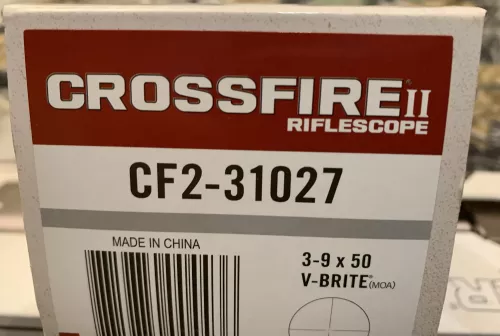 CROSSFIRE II
RIFLESCOPE
CF2-31027
MADE IN CHINA
3-9 x 50
V-BRITE® (MOA)